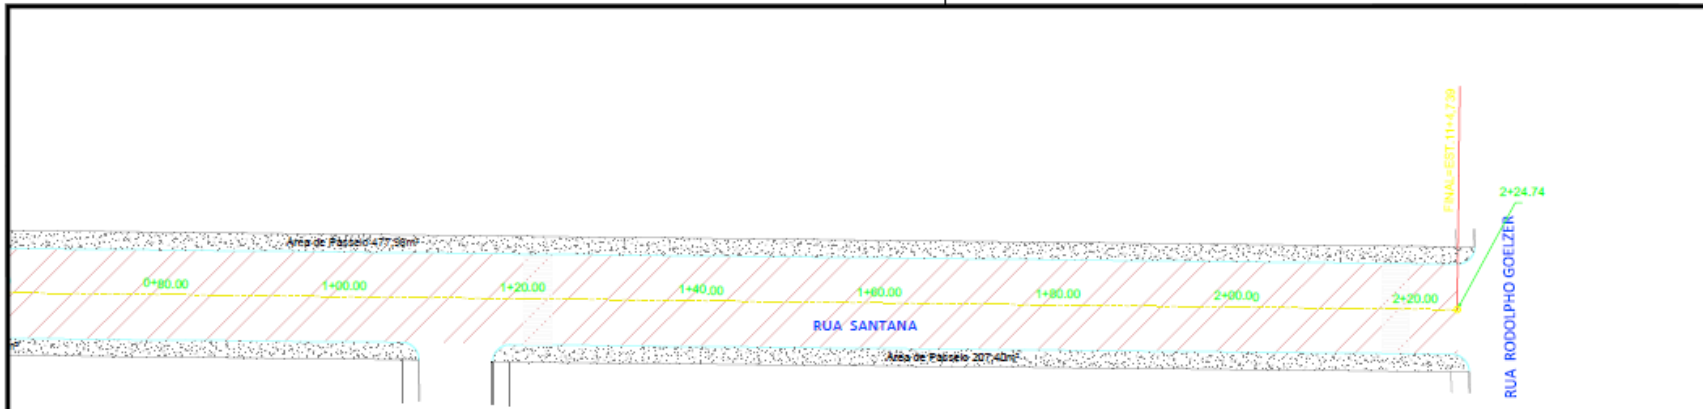 FINAL=EST 11+4,739
2+24.74
Área de Passeio 477,98m²
0+80.00
1+00.00
1+20.00
1+40.00
1+60.00
1+80.00
2+00.00
2+20.00
RUA SANTANA
RUA RODOLPHO GOELZER
Área de Passeio 207,40m²